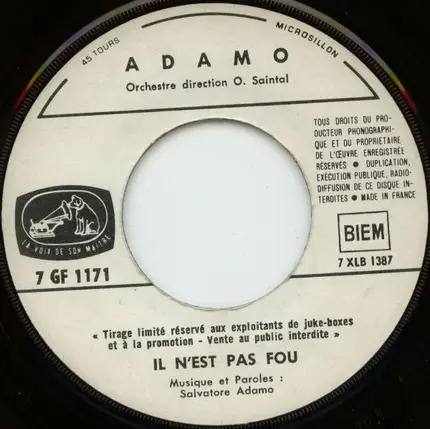 45 TOURS
MICROSILLON
ADAMO
Orchestre direction O. Saintal
TOUS DROITS DU PRO-
DUCTEUR PHONOGRAPHI-
QUE ET DU PROPRIÉTAIRE
DE L'ŒUVRE ENREGISTRÉE
RÉSERVÉS ● DUPLICATION,
EXÉCUTION PUBLIQUE, RADIO-
DIFFUSION DE CE DISQUE IN-
TERDITES ● MADE IN FRANCE
LA VOIX DE SON MAITRE
7 GF 1171
BIEM
7 XLB 1387
« Tirage limité réservé aux exploitants de juke-boxes
et à la promotion - Vente au public interdite »
IL N'EST PAS FOU
Musique et Paroles :
Salvatore Adamo